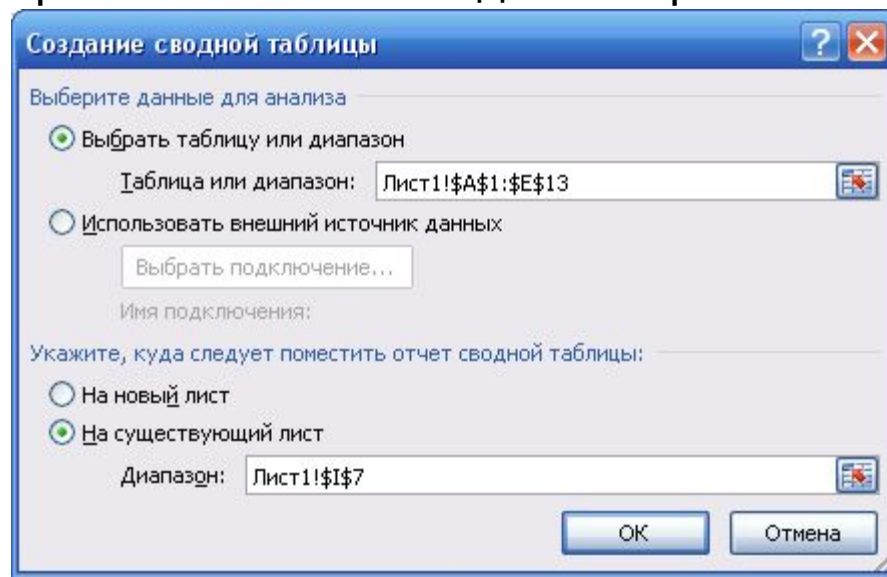 Создание сводной таблицы
Выберите данные для анализа
Выбрать таблицу или диапазон
Таблица или диапазон: Лист1!$A$1:$E$13
Использовать внешний источник данных
Выбрать подключение...
Имя подключения:
Укажите, куда следует поместить отчет сводной таблицы:
На новый лист
На существующий лист
Диапазон: Лист1!$I$7
ОК Отмена